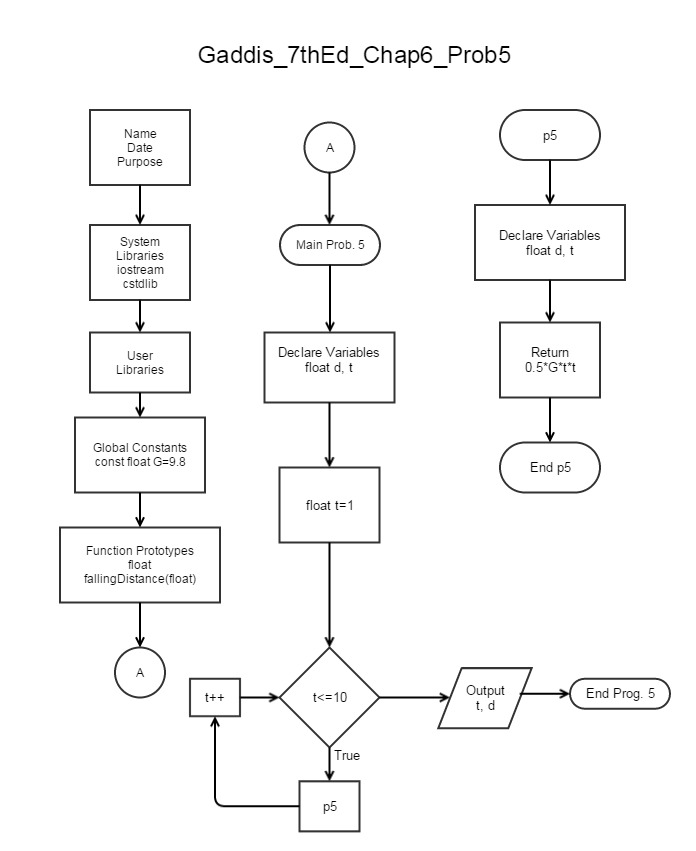 Gaddis_7thEd_Chap6_Prob5
Name
Date
Purpose
System
Libraries
iostream
cstdlib
User
Libraries
Global Constants
const float G=9.8
Function Prototypes
float
fallingDistance(float)
A
A
Main Prob. 5
Declare Variables
float d, t
float t=1
t<=10
True
p5
t++
Output
t, d
End Prog. 5
p5
Declare Variables
float d, t
Return
0.5*G*t*t
End p5